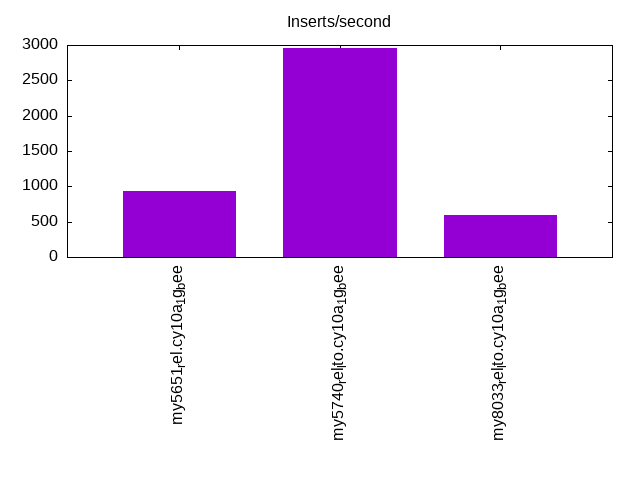 Inserts/second
3000
2500
2000
1500
1000
500
0
my5651_rel.cy10a_1g_bee
my5740_rel_lto.cy10a_1g_bee
my8033_rel_lto.cy10a_1g_bee